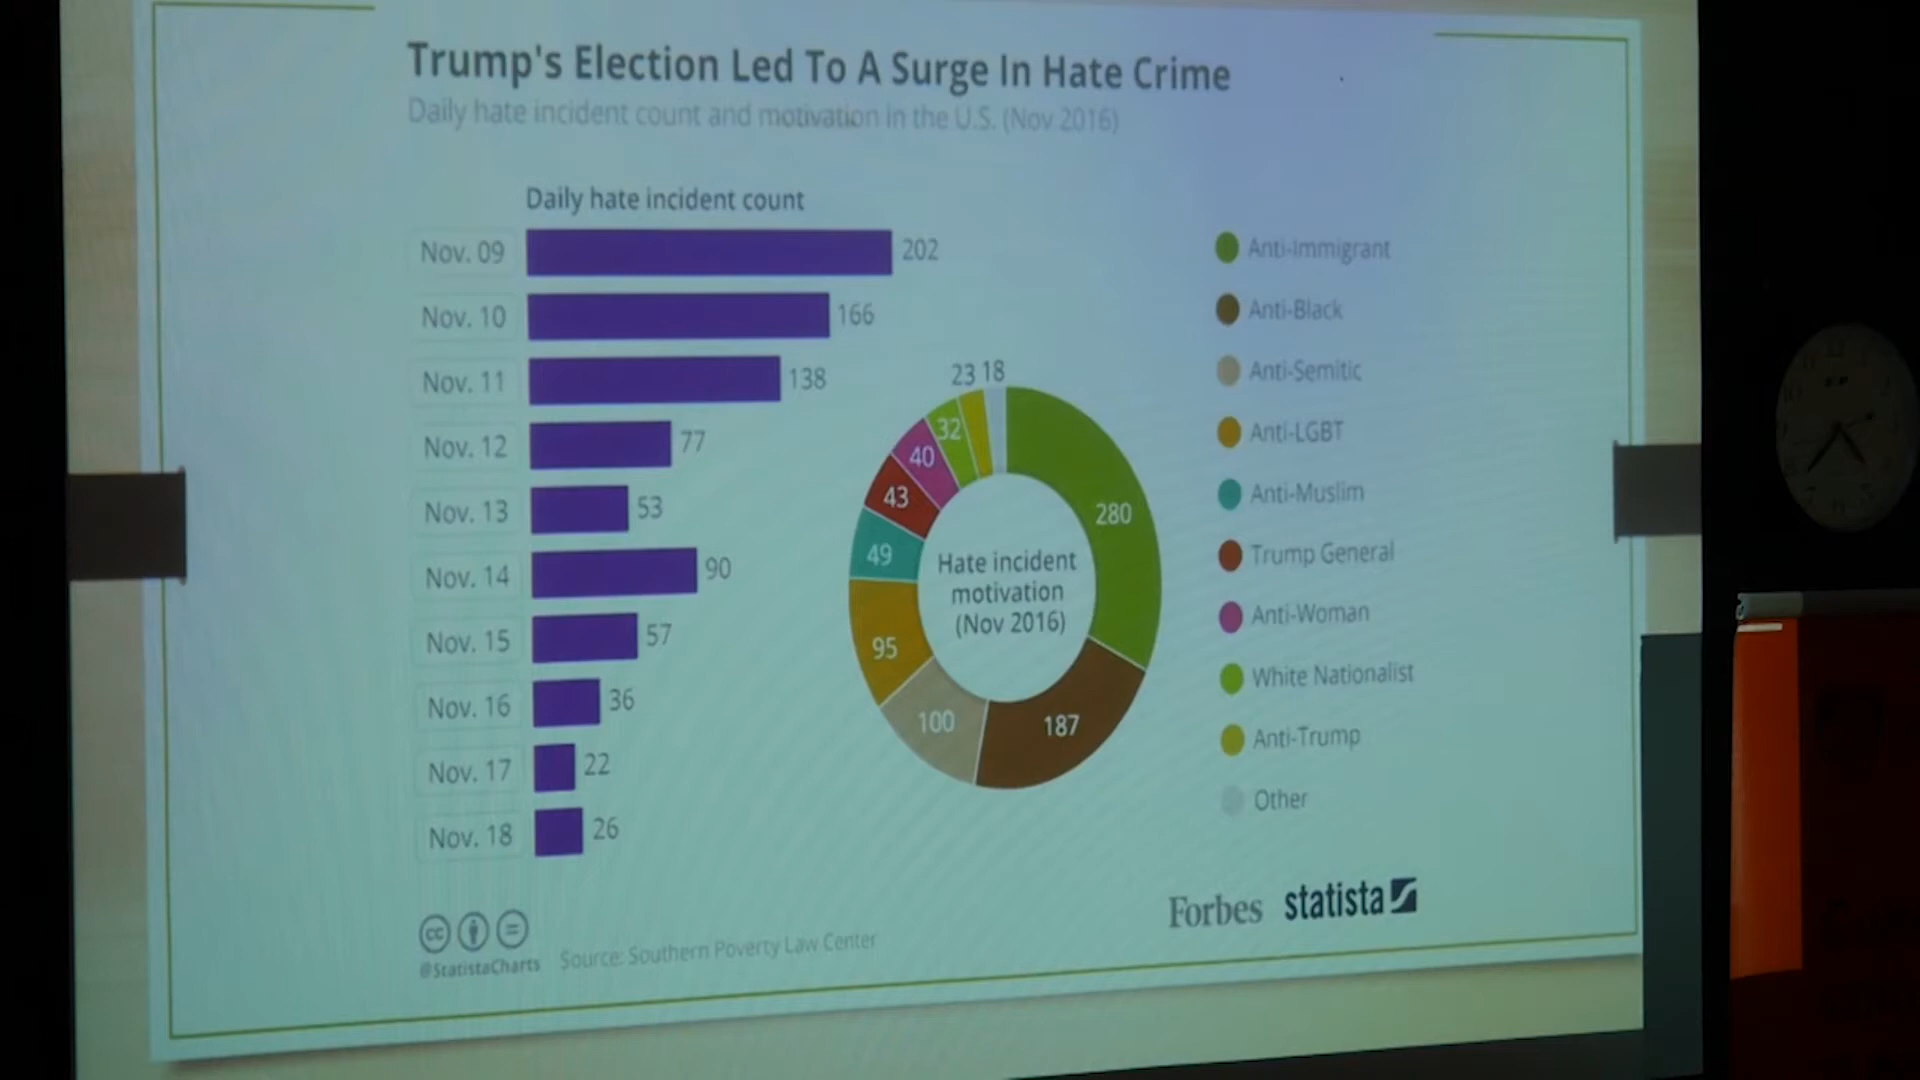 Trump's Election Led To A Surge In Hate Crime
Daily hate incident count and motivation in the U.S. (Nov 2016)
Daily hate incident count
Nov. 09 202
Nov. 10 166
Nov. 11 138
Nov. 12 77
Nov. 13 53
Nov. 14 90
Nov. 15 57
Nov. 16 36
Nov. 17 22
Nov. 18 26
23 18
32
40
43
49
95
100
187
280
Hate incident
motivation
(Nov 2016)
Anti-Immigrant
Anti-Black
Anti-Semitic
Anti-LGBT
Anti-Muslim
Trump General
Anti-Woman
White Nationalist
Anti-Trump
Other
cc
@StatistaCharts
Source: Southern Poverty Law Center
Forbes statista